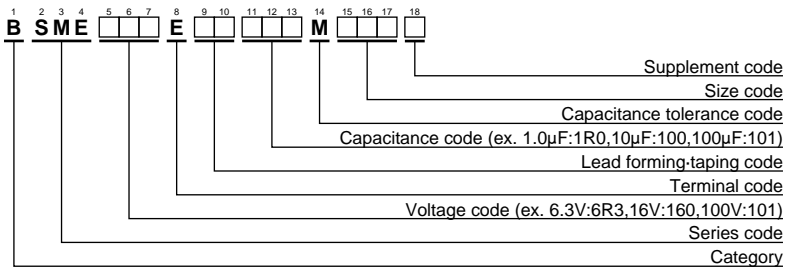 1 2 3 4 5 6 7 8 9 10 11 12 13 14 15 16 17 18
B SME □□□ E □□ □□□ M □□□ □
Supplement code
Size code
Capacitance tolerance code
Capacitance code (ex. 1.0μF:1R0,10μF:100,100μF:101)
Lead forming·taping code
Terminal code
Voltage code (ex. 6.3V:6R3,16V:160,100V:101)
Series code
Category